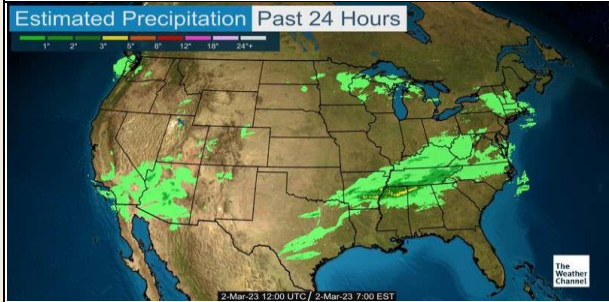 Estimated Precipitation Past 24 Hours
1" 2" 3" 5" 8" 12" 18" 24"+
The
Weather
Channel
2-Mar-23 12:00 UTC / 2-Mar-23 7:00 EST